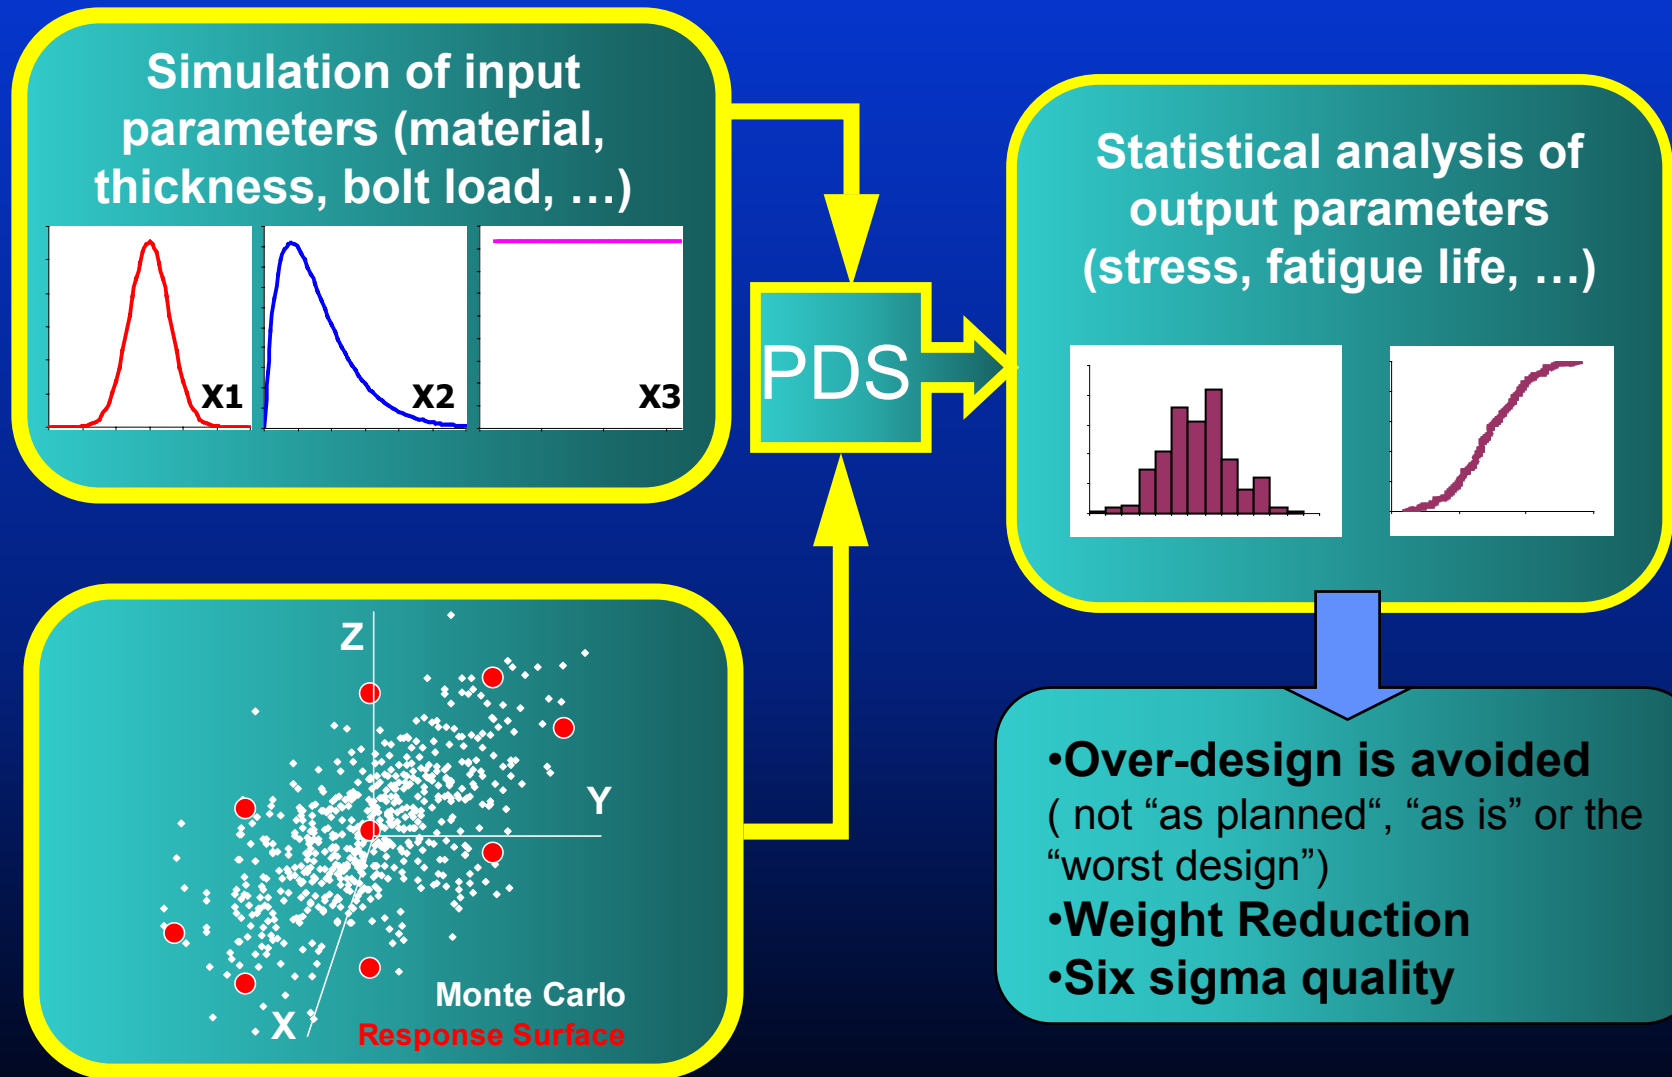 Simulation of input
parameters (material,
thickness, bolt load, …)
X1
X2
X3
PDS
Statistical analysis of
output parameters
(stress, fatigue life, …)
Z
Y
X
Monte Carlo
Response Surface
•Over-design is avoided
( not “as planned“, “as is” or the
“worst design”)
•Weight Reduction
•Six sigma quality